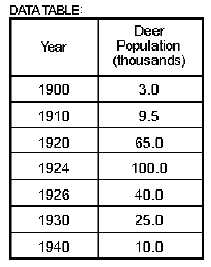 DATA TABLE:
Year Deer
Population
(thousands)
1900 3.0
1910 9.5
1920 65.0
1924 100.0
1926 40.0
1930 25.0
1940 10.0